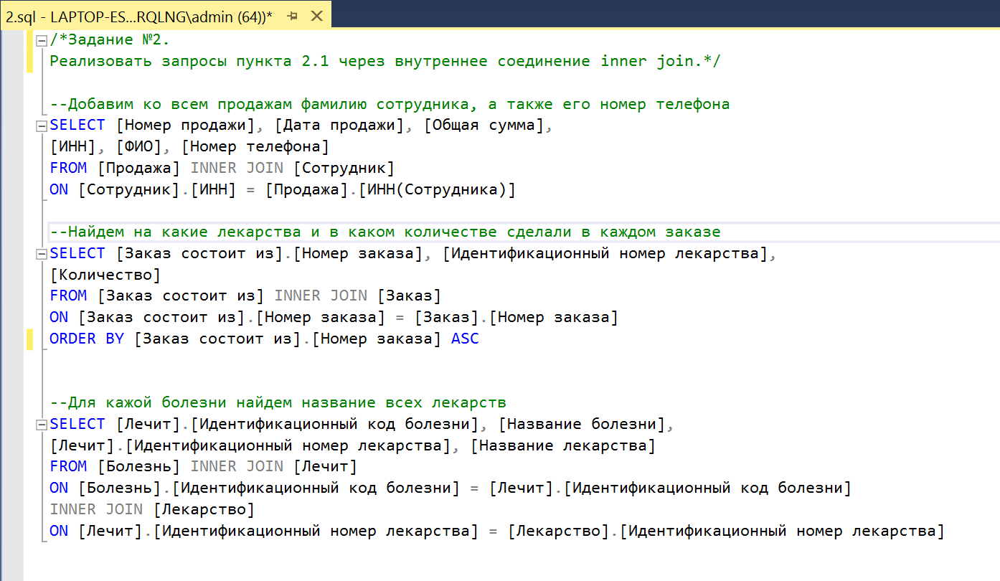 2.sql - LAPTOP-ES...RQLNG\admin (64))*
/*Задание №2.
Реализовать запросы пункта 2.1 через внутреннее соединение inner join.*/
--Добавим ко всем продажам фамилию сотрудника, а также его номер телефона
SELECT [Номер продажи], [Дата продажи], [Общая сумма],
[ИНН], [ФИО], [Номер телефона]
FROM [Продажа] INNER JOIN [Сотрудник]
ON [Сотрудник].[ИНН] = [Продажа].[ИНН(Сотрудника)]
--Найдем на какие лекарства и в каком количестве сделали в каждом заказе
SELECT [Заказ состоит из].[Номер заказа], [Идентификационный номер лекарства],
[Количество]
FROM [Заказ состоит из] INNER JOIN [Заказ]
ON [Заказ состоит из].[Номер заказа] = [Заказ].[Номер заказа]
ORDER BY [Заказ состоит из].[Номер заказа] ASC
--Для кажой болезни найдем название всех лекарств
SELECT [Лечит].[Идентификационный код болезни], [Название болезни],
[Лечит].[Идентификационный номер лекарства], [Название лекарства]
FROM [Болезнь] INNER JOIN [Лечит]
ON [Болезнь].[Идентификационный код болезни] = [Лечит].[Идентификационный код болезни]
INNER JOIN [Лекарство]
ON [Лечит].[Идентификационный номер лекарства] = [Лекарство].[Идентификационный номер лекарства]